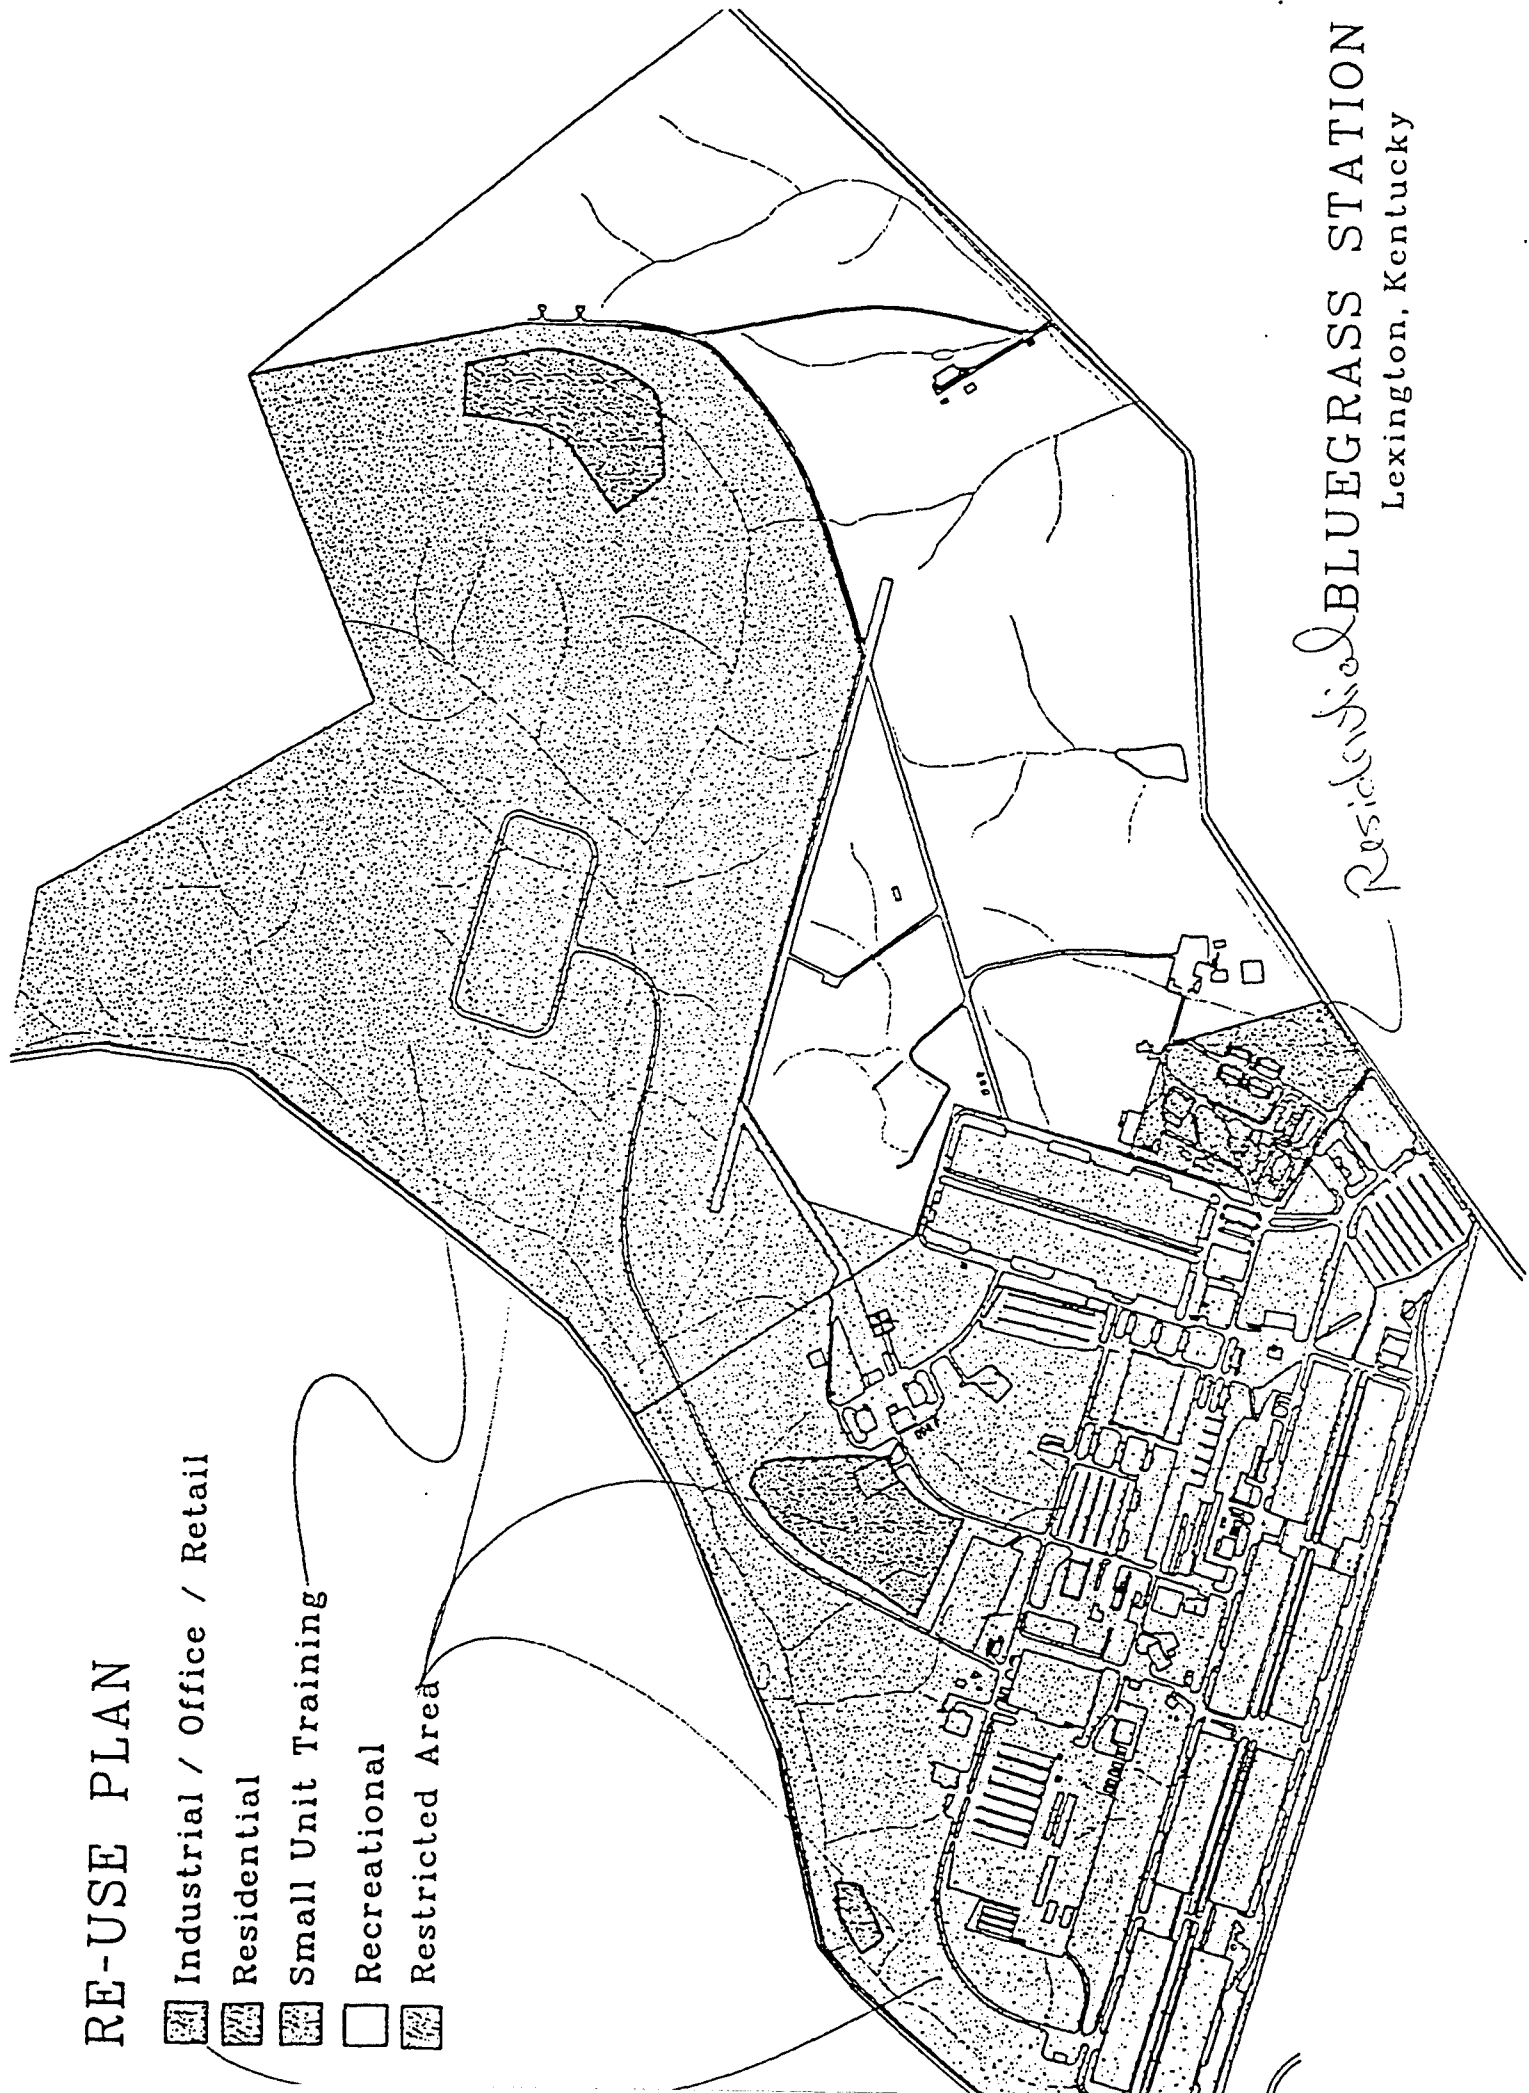 RE-USE PLAN
Industrial / Office / Retail
Residential
Small Unit Training
Recreational
Restricted Area
Residential
BLUEGRASS STATION
Lexington, Kentucky